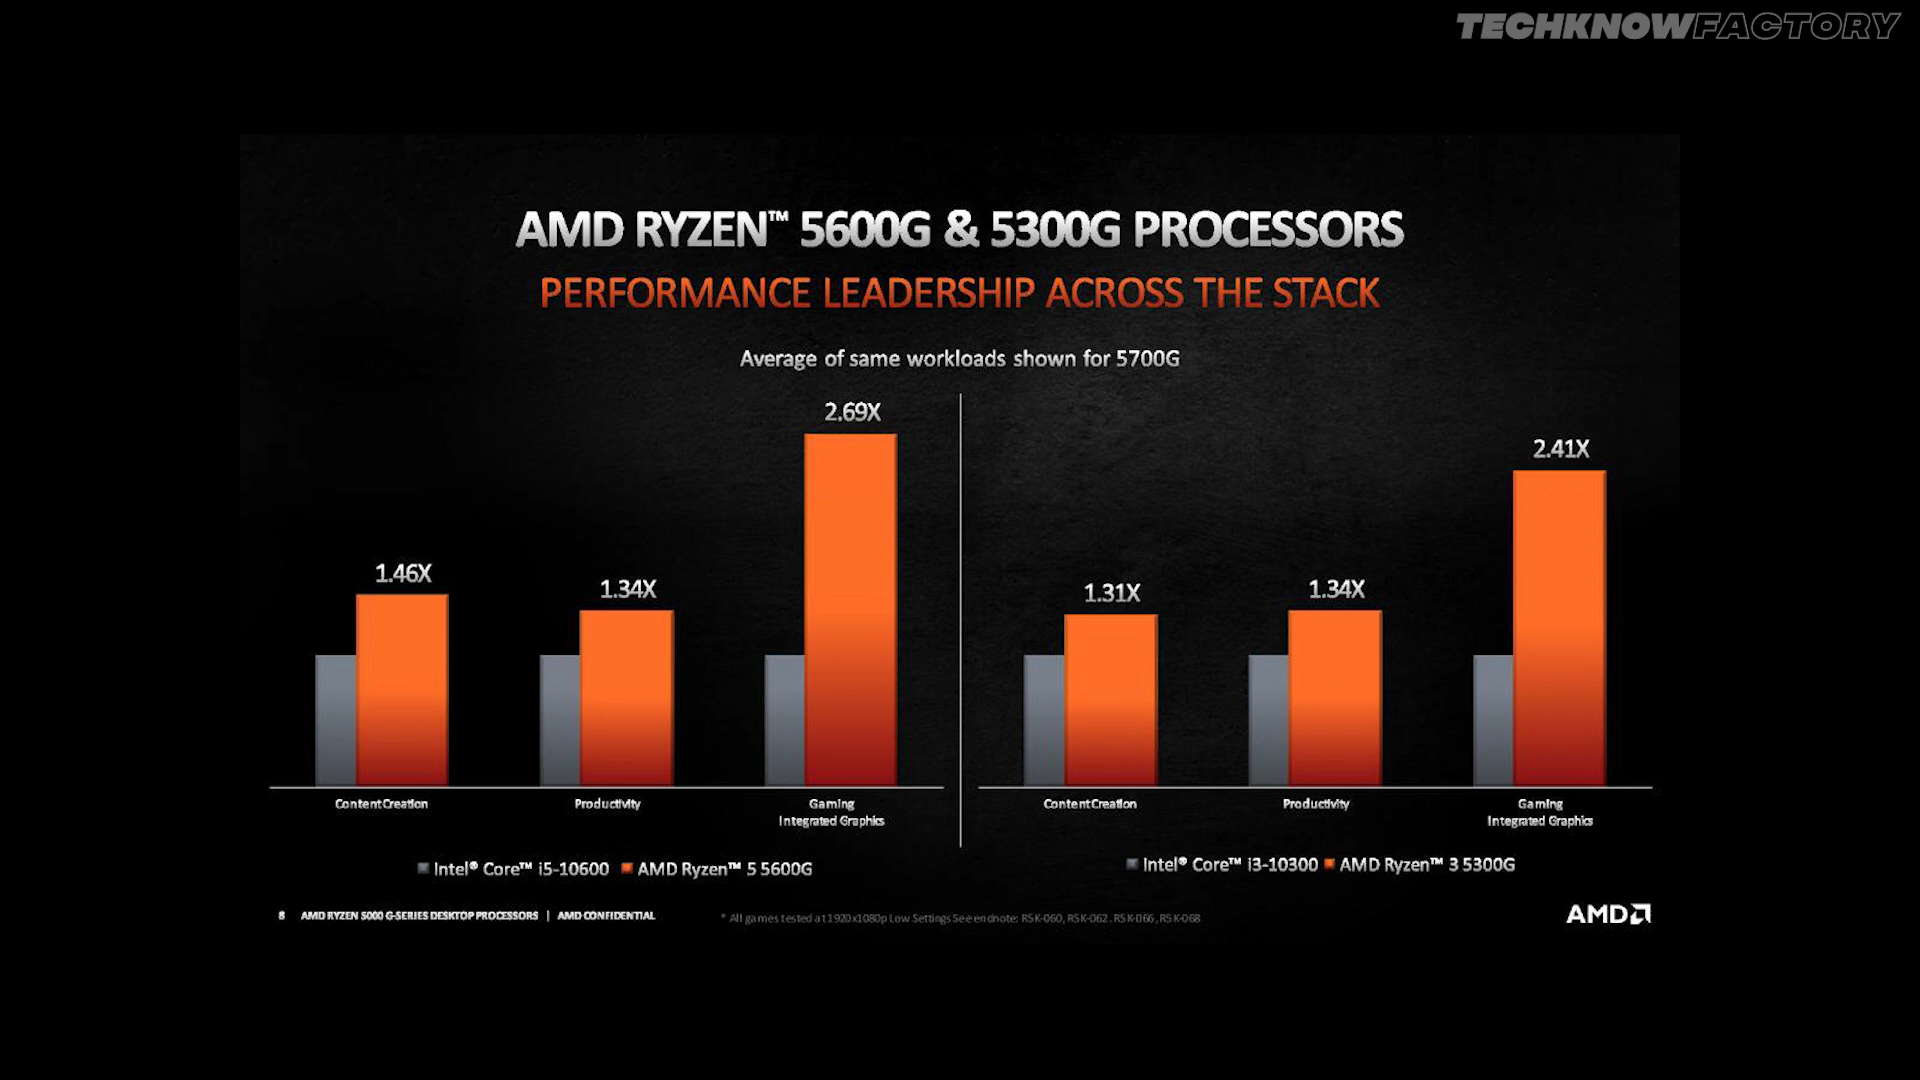 TECHKNOWFACTORY
AMD RYZEN™ 5600G & 5300G PROCESSORS
PERFORMANCE LEADERSHIP ACROSS THE STACK
Average of same workloads shown for 5700G
1.46X
1.34X
2.69X
Content Creation
Productivity
Gaming
Integrated Graphics
Intel® Core™ i5-10600 AMD Ryzen™ 5 5600G
1.31X
1.34X
2.41X
Content Creation
Productivity
Gaming
Integrated Graphics
Intel® Core™ i3-10300 AMD Ryzen™ 3 5300G
8 AMD RYZEN 5000 G-SERIES DESKTOP PROCESSORS | AMD CONFIDENTIAL
* All games tested at 1920x1080p Low Settings See endnote: R5K-060, R5K-062. R5K-066, R5K-068
AMD